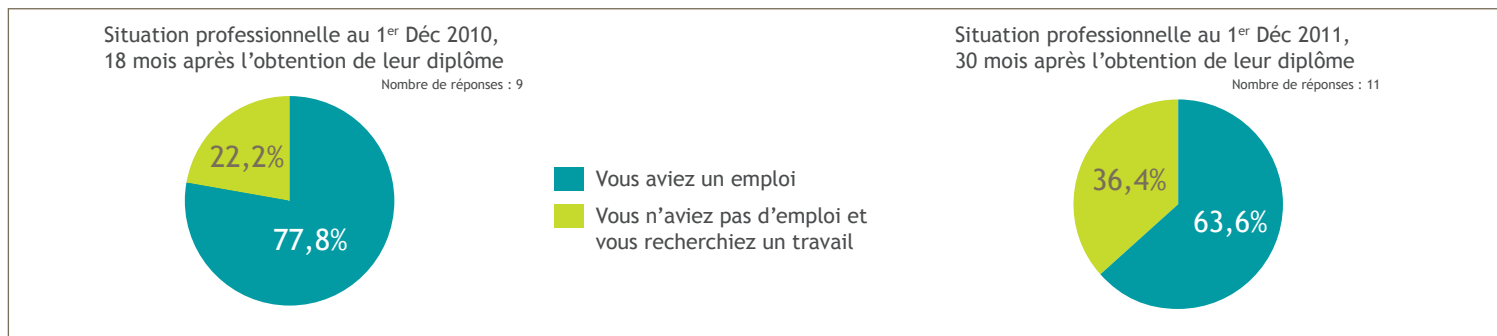 Situation professionnelle au 1er Déc 2010,
18 mois après l'obtention de leur diplôme
Nombre de réponses : 9
22,2%
77,8%
Vous aviez un emploi
Vous n'aviez pas d'emploi et
vous recherchiez un travail
Situation professionnelle au 1er Déc 2011,
30 mois après l'obtention de leur diplôme
Nombre de réponses : 11
36,4%
63,6%